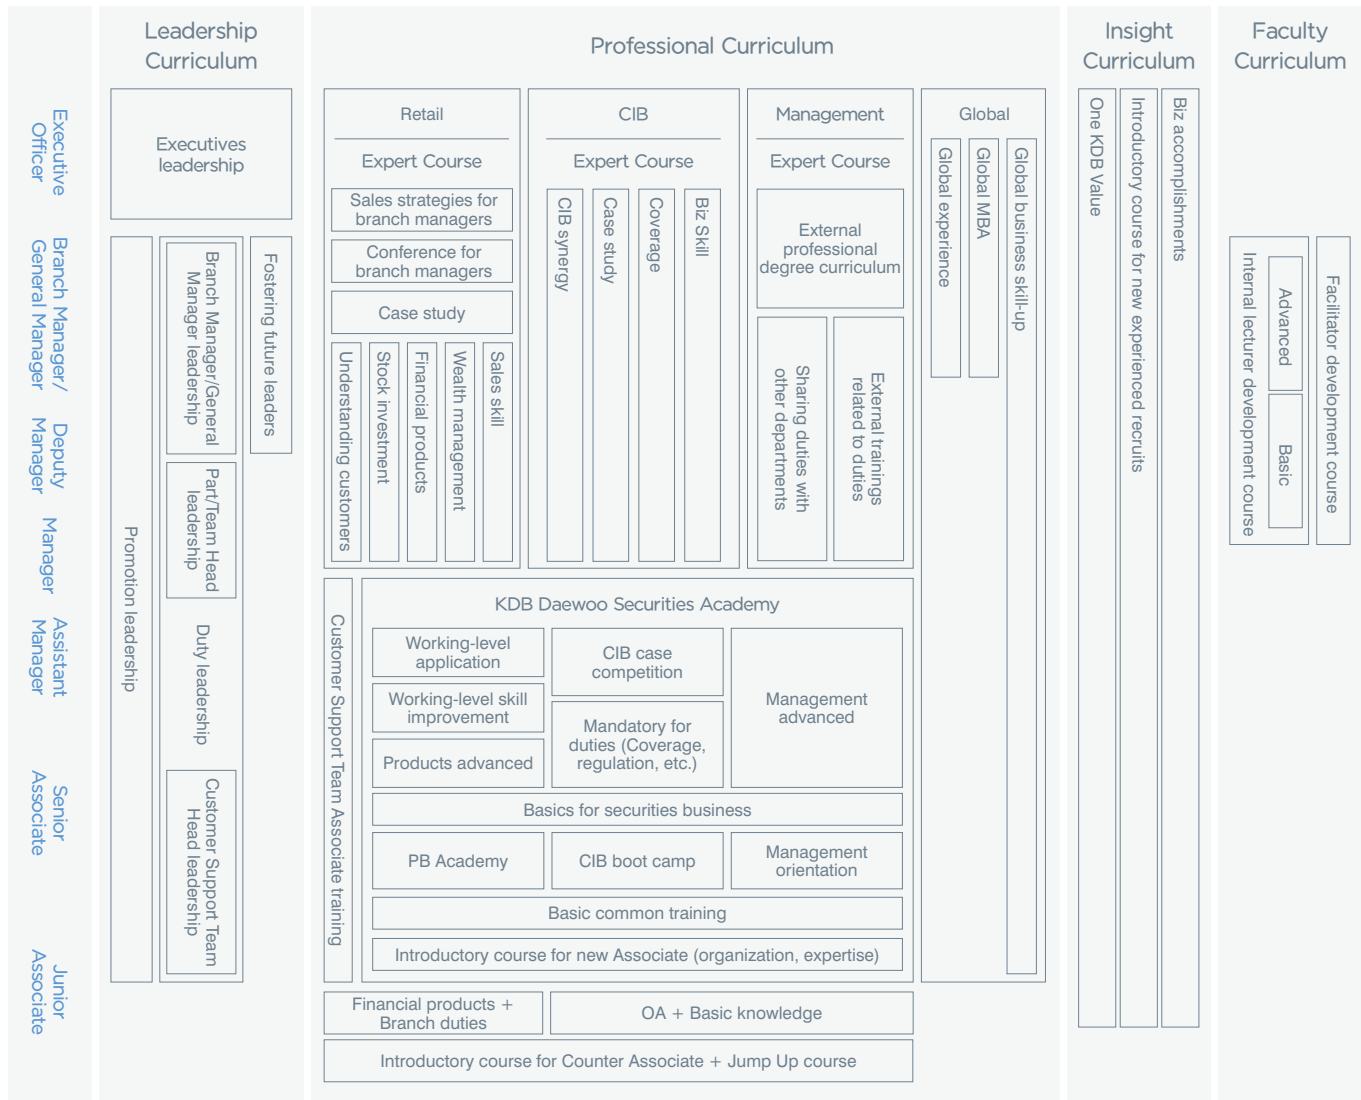 Leadership
Curriculum
Professional Curriculum
Insight
Curriculum
Faculty
Curriculum
Executive
Officer
Branch Manager/
General Manager
Deputy
Manager
Manager
Assistant
Manager
Senior
Associate
Junior
Associate
Executives
leadership
Promotion leadership
Branch Manager/General
Manager leadership
Part/Team Head
leadership
Duty leadership
Customer Support Team
Head leadership
Fostering future leaders
Retail
Expert Course
Sales strategies for
branch managers
Conference for
branch managers
Case study
Understanding customers
Stock investment
Financial products
Wealth management
Sales skill
CIB
Expert Course
CIB synergy
Case study
Coverage
Biz Skill
Management
Expert Course
External
professional
degree curriculum
Sharing duties with
other departments
External trainings
related to duties
Global
Global experience
Global MBA
Global business skill-up
Customer Support Team Associate training
KDB Daewoo Securities Academy
Working-level
application
Working-level skill
improvement
Products advanced
CIB case
competition
Mandatory for
duties (Coverage,
regulation, etc.)
Management
advanced
Basics for securities business
PB Academy
CIB boot camp
Management
orientation
Basic common training
Introductory course for new Associate (organization, expertise)
Financial products +
Branch duties
OA + Basic knowledge
Introductory course for Counter Associate + Jump Up course
One KDB Value
Introductory course for new experienced recruits
Biz accomplishments
Internal lecturer development course
Advanced
Basic
Facilitator development course